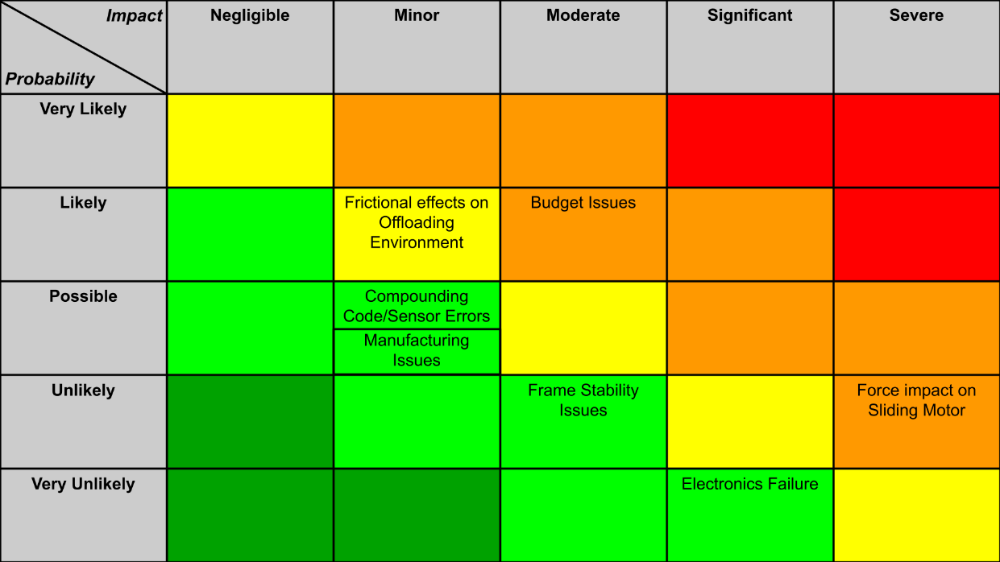 Impact
Probability
Negligible
Minor
Moderate
Significant
Severe
Very Likely
Likely
Frictional effects on
Offloading
Environment
Budget Issues
Possible
Compounding
Code/Sensor Errors
Manufacturing
Issues
Unlikely
Frame Stability
Issues
Force impact on
Sliding Motor
Very Unlikely
Electronics Failure